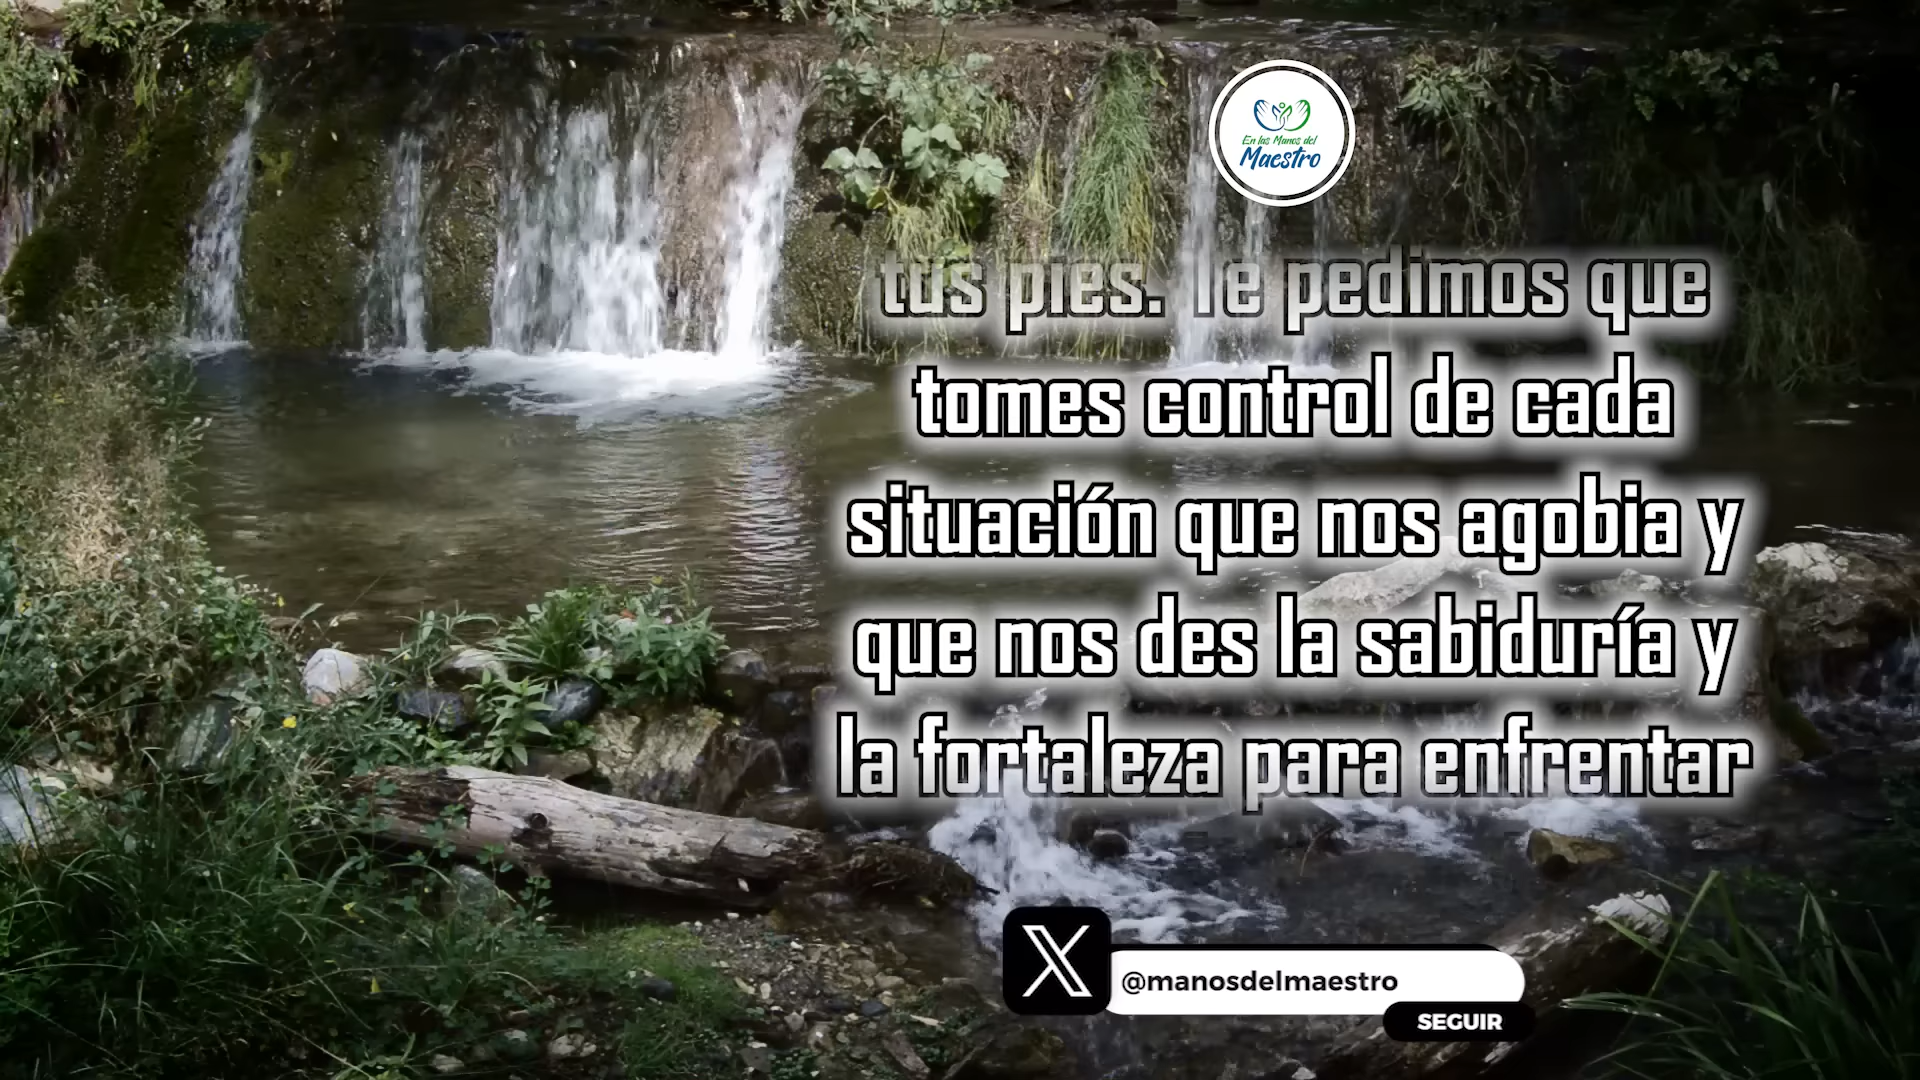 En las Manos del
Maestro
tus pies. Te pedimos que
tomes control de cada
situación que nos agobia y
que nos des la sabiduría y
la fortaleza para enfrentar
@manosdelmaestro
SEGUIR